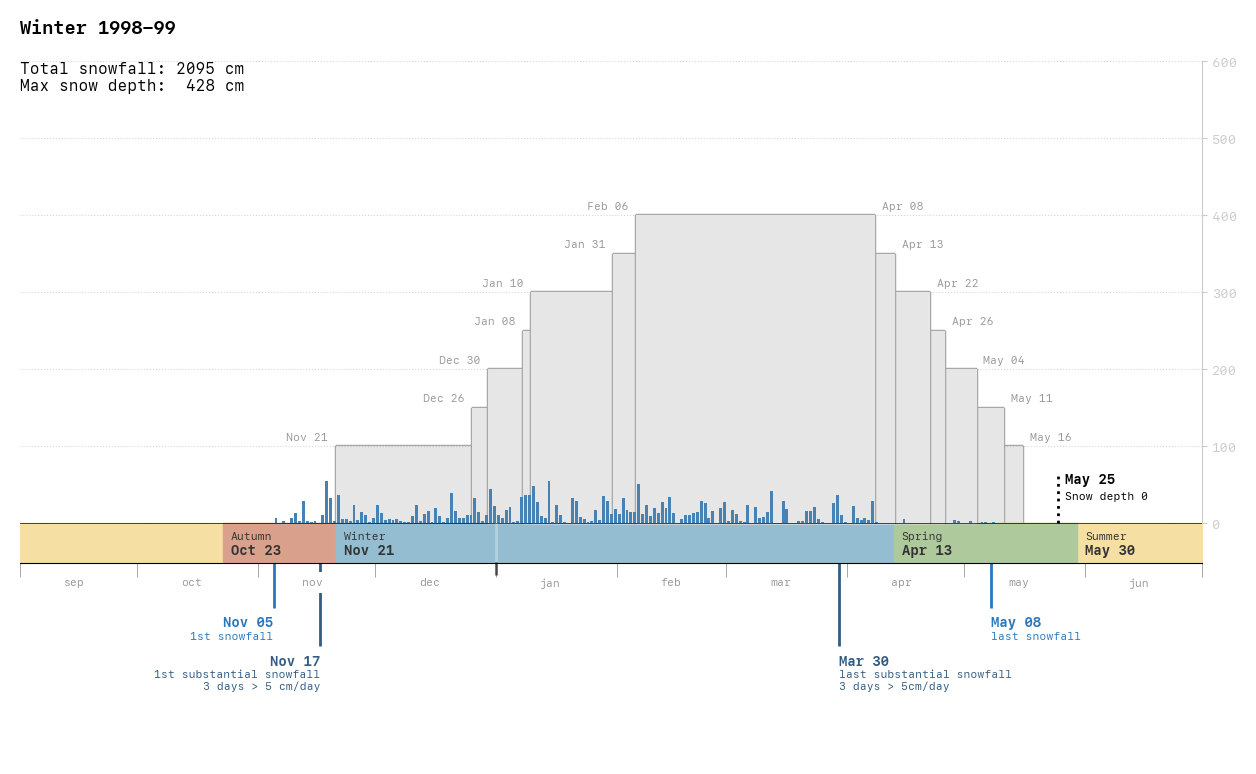 Winter 1998–99
Total snowfall: 2095 cm
Max snow depth: 428 cm
600
500
400
300
200
100
0
Feb 06
Apr 08
Jan 31
Apr 13
Jan 10
Apr 22
Jan 08
Apr 26
Dec 30
May 04
Dec 26
May 11
Nov 21
May 16
May 25
Snow depth 0
Autumn
Oct 23
Winter
Nov 21
Spring
Apr 13
Summer
May 30
sep oct nov dec jan feb mar apr may jun
Nov 05
1st snowfall
May 08
last snowfall
Nov 17
1st substantial snowfall
3 days > 5 cm/day
Mar 30
last substantial snowfall
3 days > 5cm/day